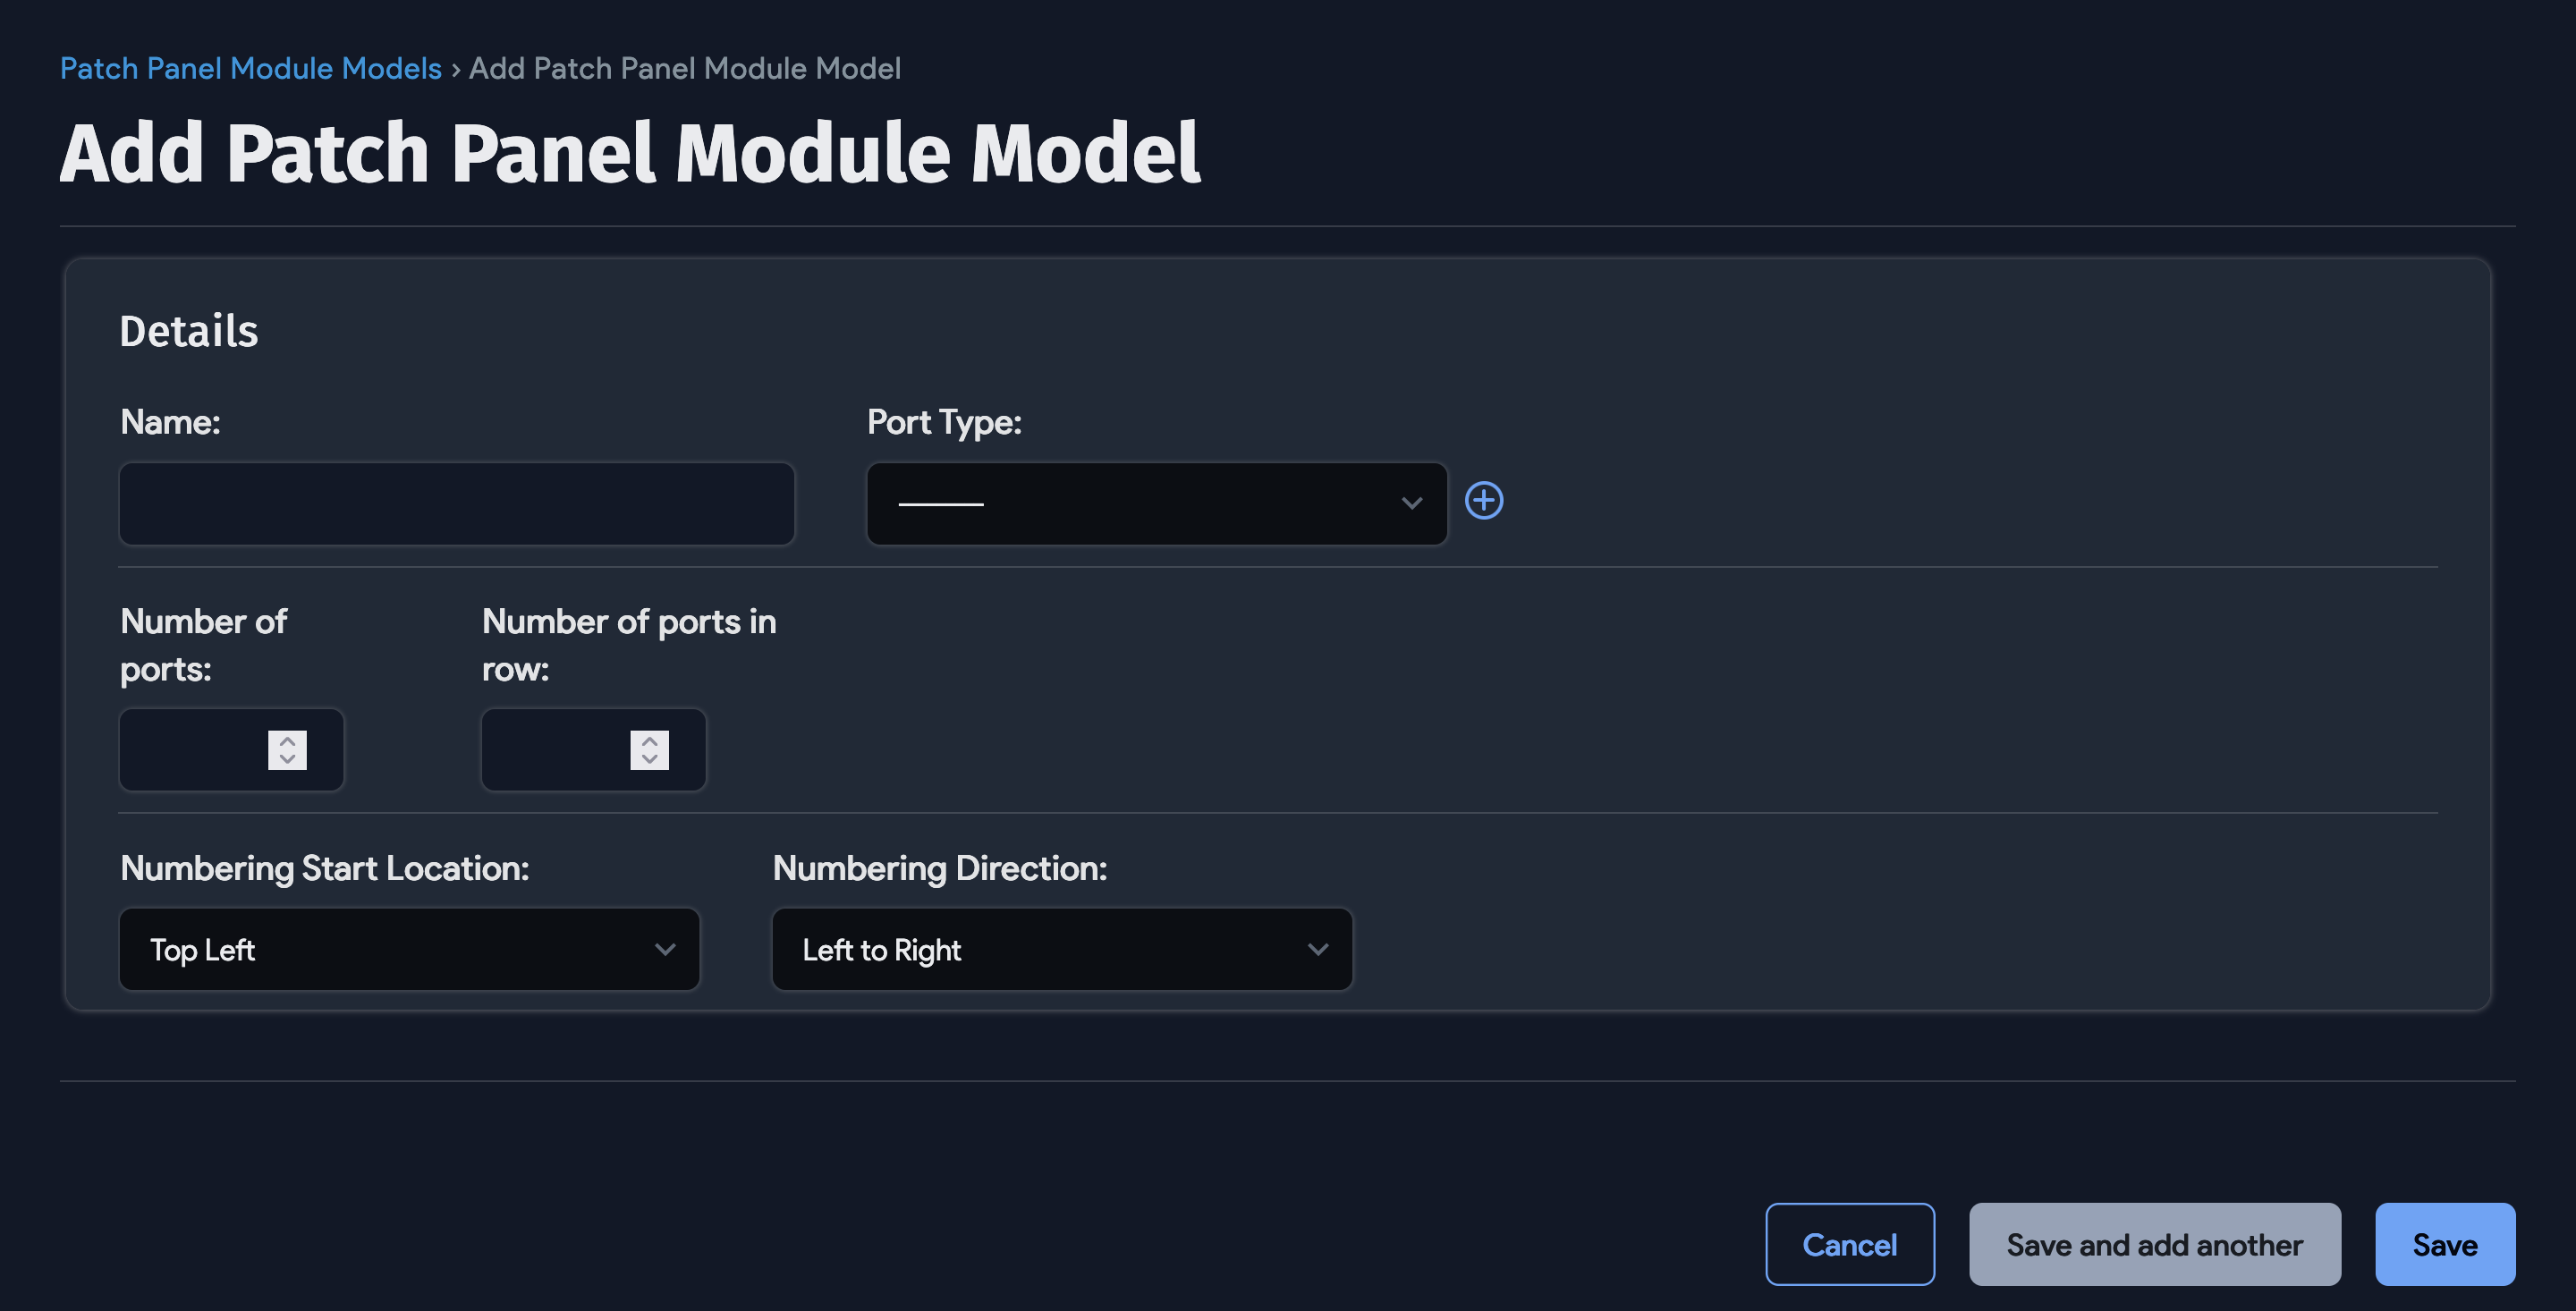 Patch Panel Module Models › Add Patch Panel Module Model
Add Patch Panel Module Model
Details
Name:
Port Type:
---------
Number of
ports:
Number of ports in
row:
Numbering Start Location:
Numbering Direction:
Top Left
Left to Right
Cancel
Save and add another
Save